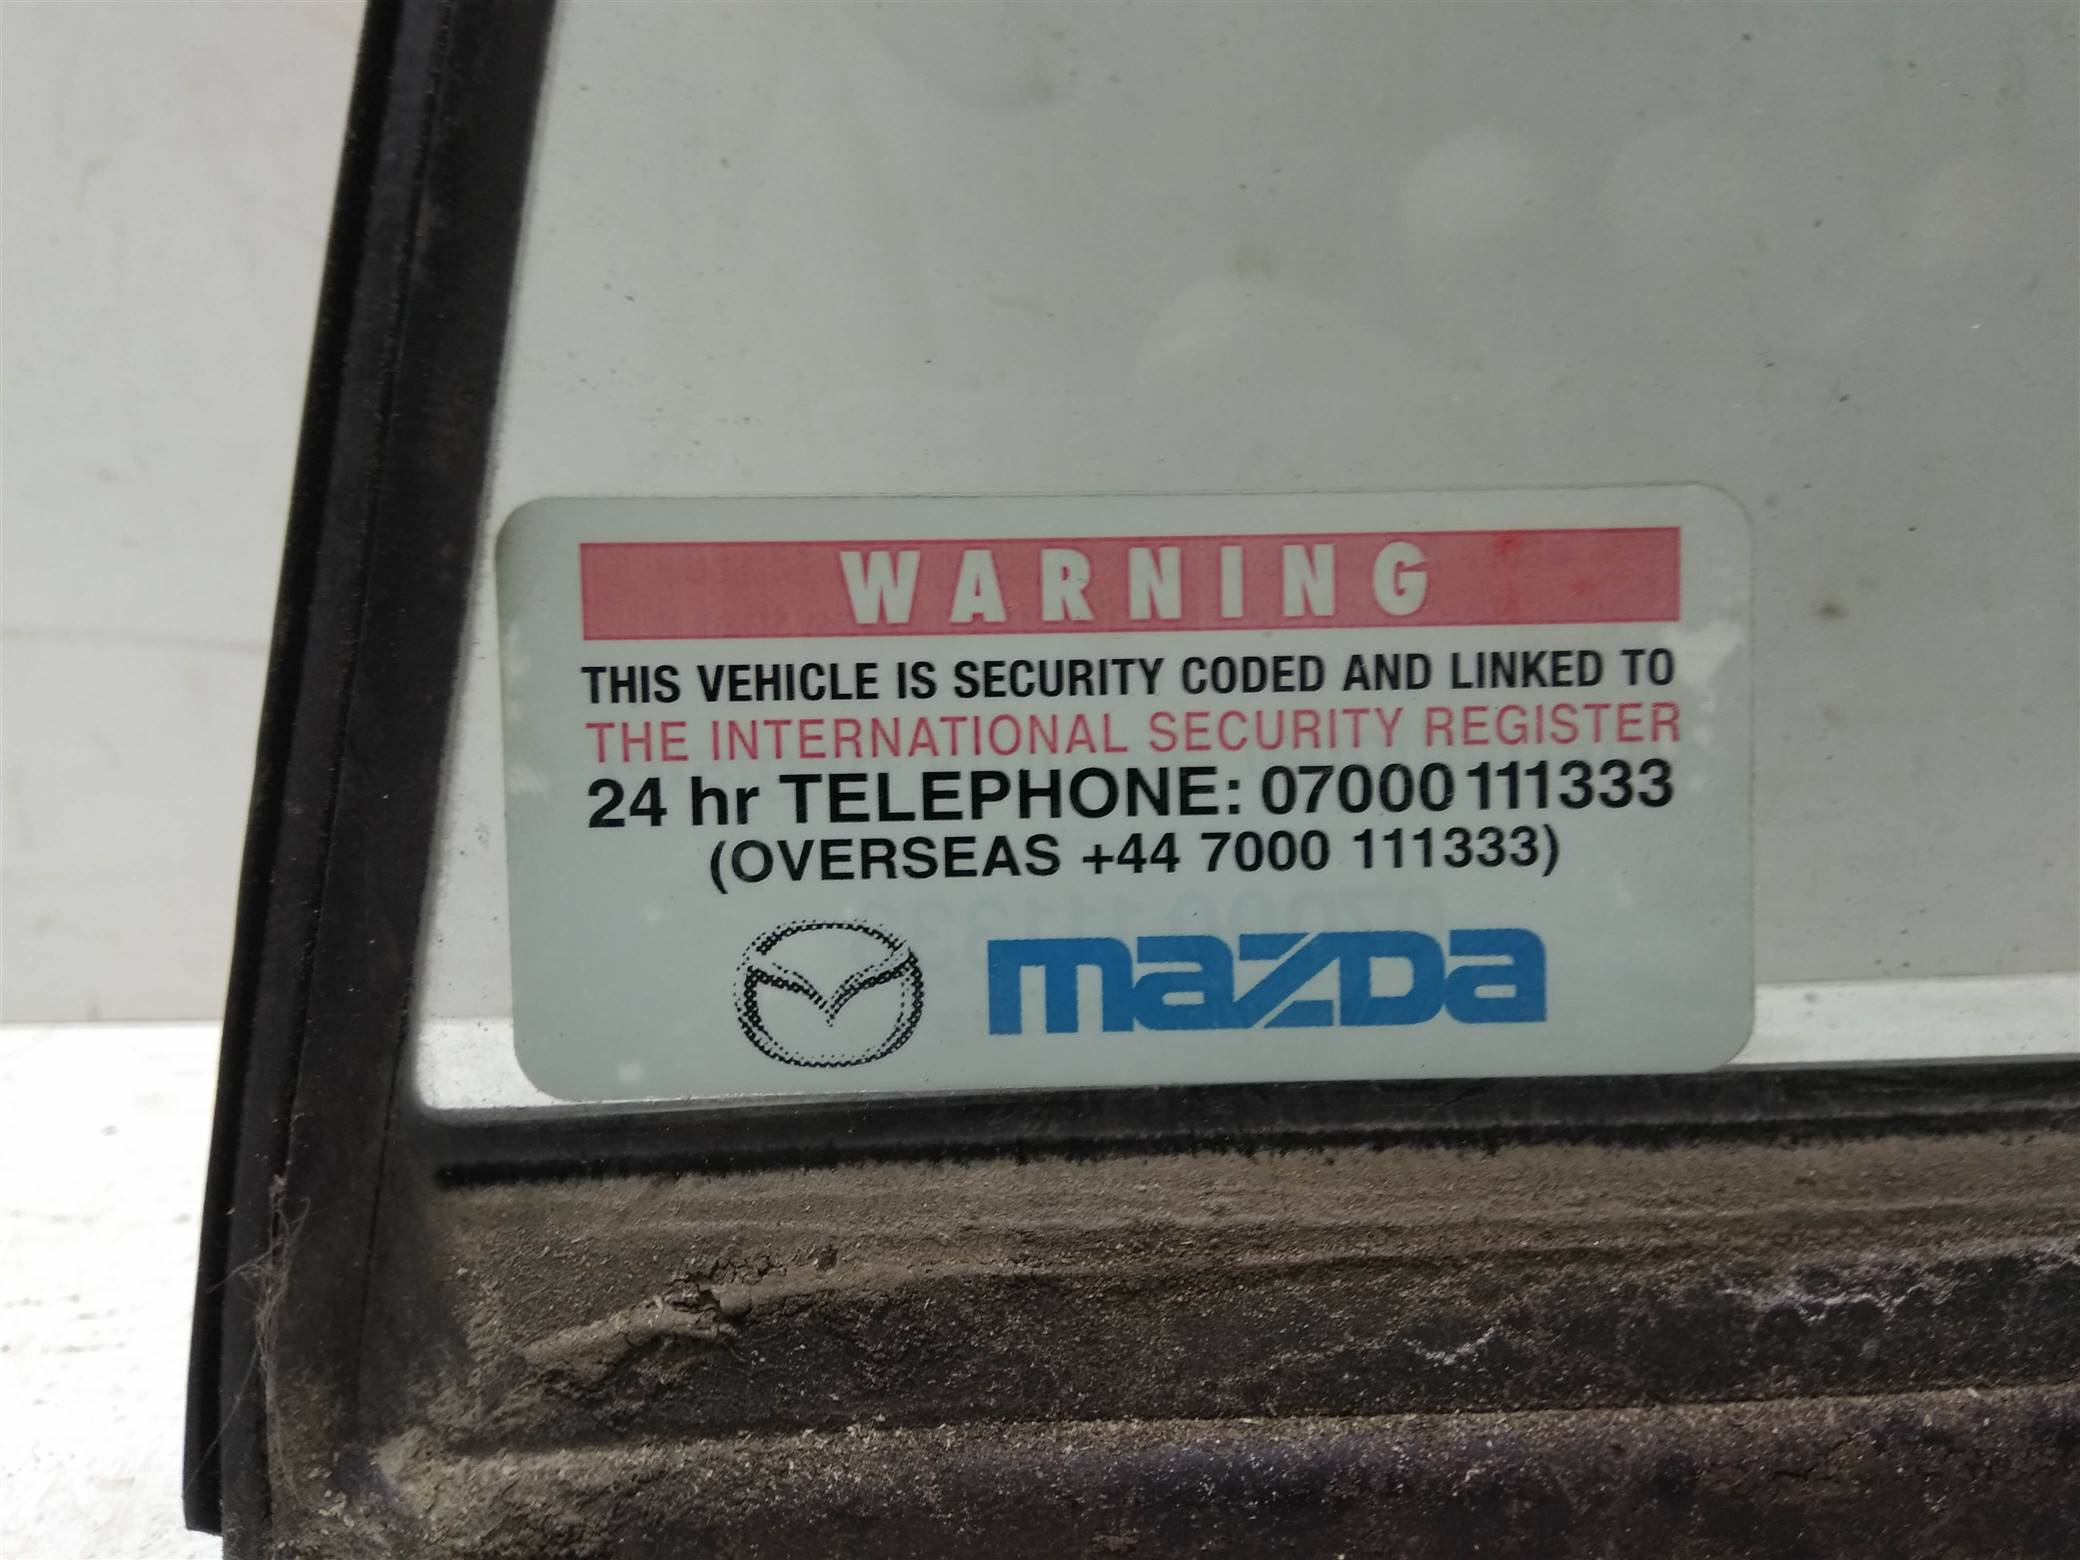 WARNING
THIS VEHICLE IS SECURITY CODED AND LINKED TO
THE INTERNATIONAL SECURITY REGISTER
24 hr TELEPHONE: 07000 111333
(OVERSEAS +44 7000 111333)
mazda